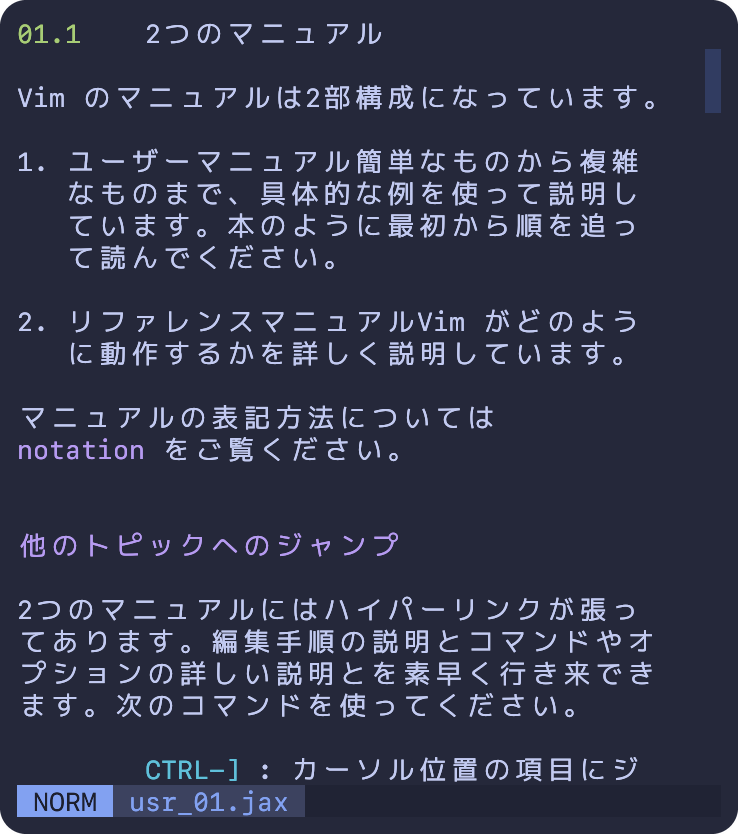 01.1    2つのマニュアル
Vim のマニュアルは2部構成になっています。
1. ユーザーマニュアル簡単なものから複雑
なものまで、具体的な例を使って説明し
ています。本のように最初から順を追っ
て読んでください。
2. リファレンスマニュアルVim がどのよう
に動作するかを詳しく説明しています。
マニュアルの表記方法については
notation をご覧ください。
他のトピックへのジャンプ
2つのマニュアルにはハイパーリンクが張っ
てあります。編集手順の説明とコマンドやオ
プションの詳しい説明とを素早く行き来でき
ます。次のコマンドを使ってください。
CTRL-] : カーソル位置の項目にジ
NORM usr_01.jax